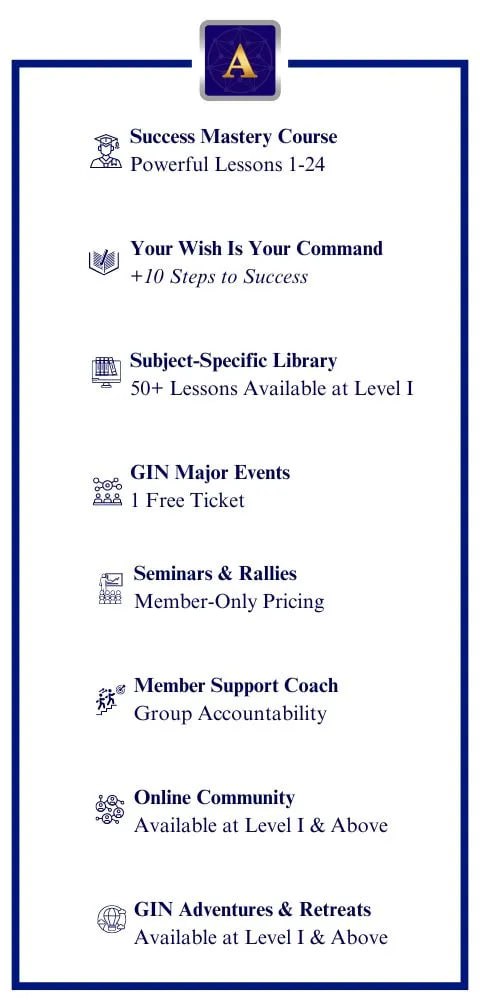 A
Success Mastery Course
Powerful Lessons 1-24
Your Wish Is Your Command
+10 Steps to Success
Subject-Specific Library
50+ Lessons Available at Level I
GIN Major Events
1 Free Ticket
Seminars & Rallies
Member-Only Pricing
Member Support Coach
Group Accountability
Online Community
Available at Level I & Above
GIN Adventures & Retreats
Available at Level I & Above